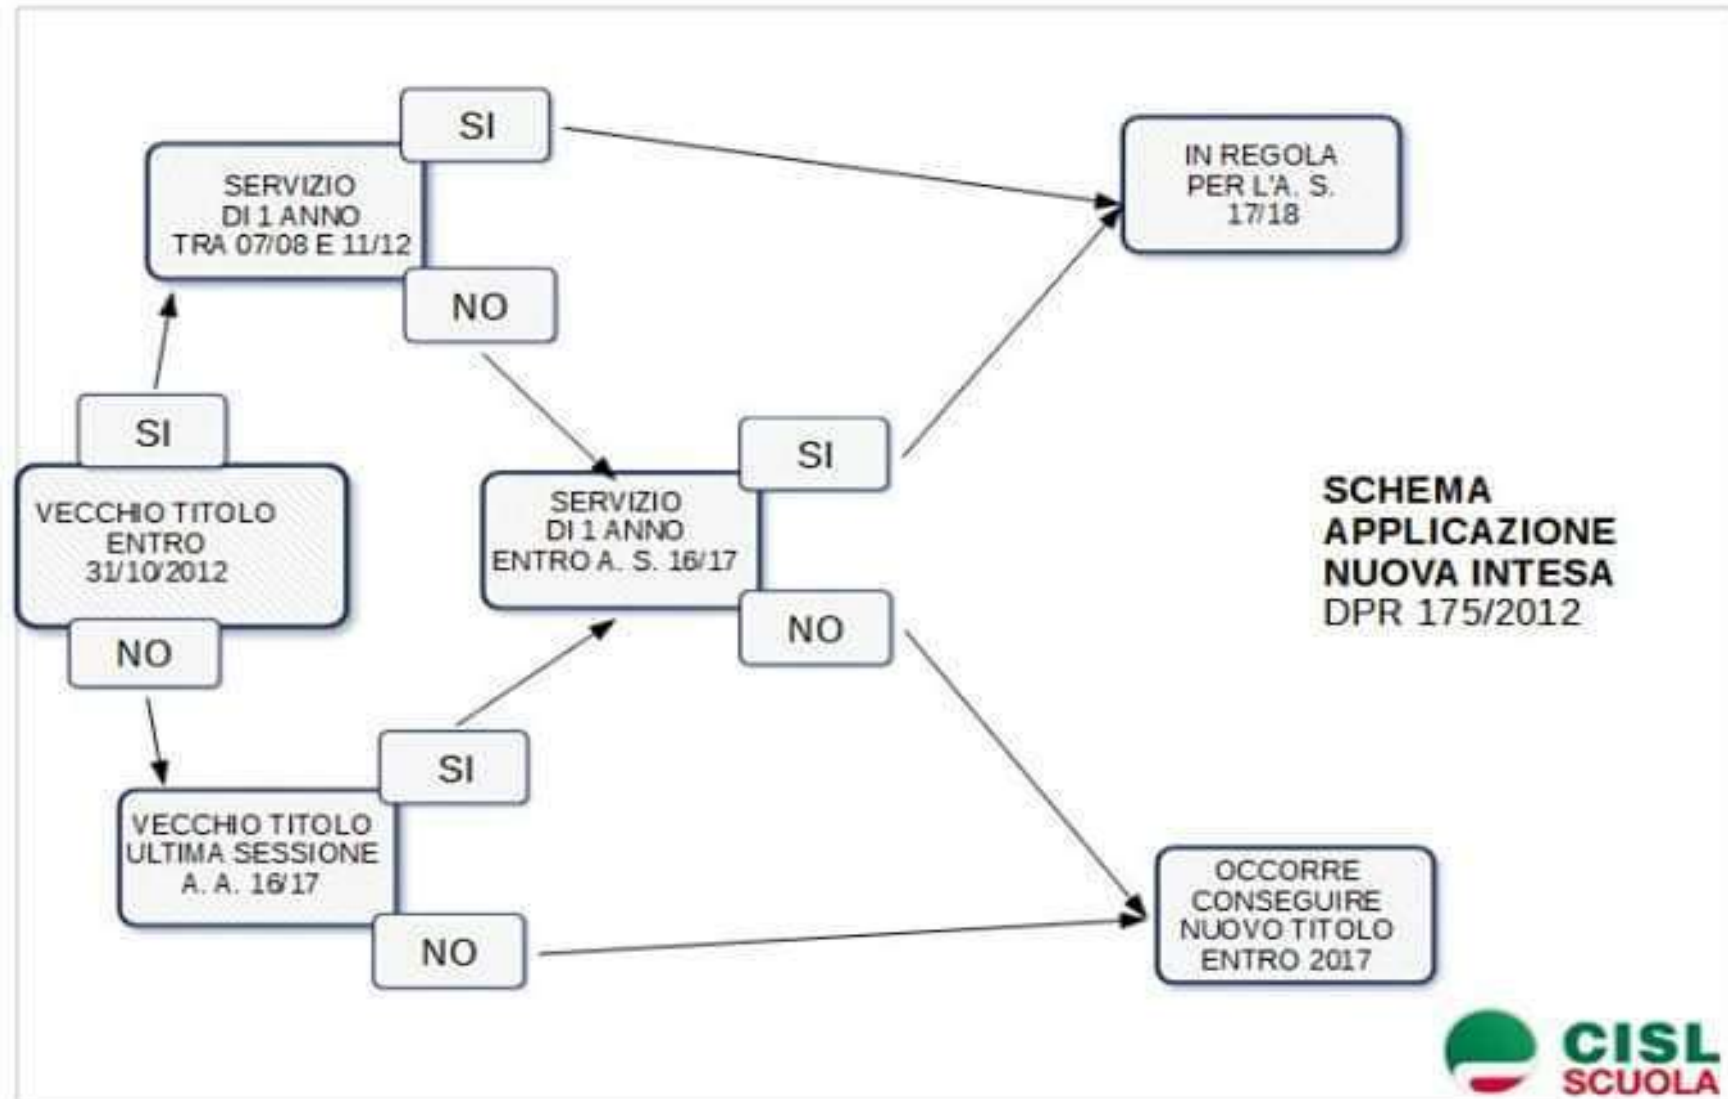 SI
SERVIZIO
DI 1 ANNO
TRA 07/08 E 11/12
NO
IN REGOLA
PER L'A. S.
17/18
SI
VECCHIO TITOLO
ENTRO
31/10/2012
NO
SI
SERVIZIO
DI 1 ANNO
ENTRO A. S. 16/17
NO
SCHEMA
APPLICAZIONE
NUOVA INTESA
DPR 175/2012
SI
VECCHIO TITOLO
ULTIMA SESSIONE
A. A. 16/17
NO
OCCORRE
CONSEGUIRE
NUOVO TITOLO
ENTRO 2017
CISL
SCUOLA